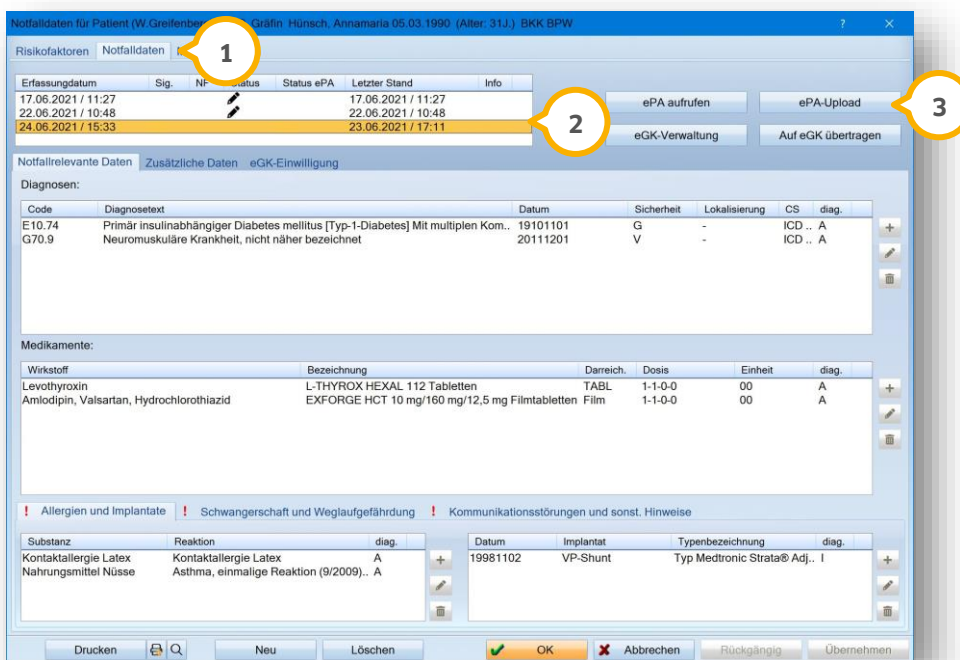 Notfalldaten für Patient (W.Greifenber Gräfin Hünsch, Annamaria 05.03.1990 (Alter: 31J.) BKK BPW ? ×
Risikofaktoren Notfalldaten
1
Erfassungdatum Sig. NF Status Status ePA Letzter Stand Info
17.06.2021 / 11:27 17.06.2021 / 11:27
22.06.2021 / 10:48 22.06.2021 / 10:48
24.06.2021 / 15:33 23.06.2021 / 17:11
2
ePA aufrufen ePA-Upload
3
eGK-Verwaltung Auf eGK übertragen
Notfallrelevante Daten Zusätzliche Daten eGK-Einwilligung
Diagnosen:
Code Diagnosetext Datum Sicherheit Lokalisierung CS diag.
E10.74 Primär insulinabhängiger Diabetes mellitus [Typ-1-Diabetes] Mit multiplen Kom.. 19101101 G - ICD .. A
G70.9 Neuromuskuläre Krankheit, nicht näher bezeichnet 20111201 V - ICD .. A
Medikamente:
Wirkstoff Bezeichnung Darreich. Dosis Einheit diag.
Levothyroxin L-THYROX HEXAL 112 Tabletten TABL 1-1-0-0 00 A
Amlodipin, Valsartan, Hydrochlorothiazid EXFORGE HCT 10 mg/160 mg/12,5 mg Filmtabletten Film 1-1-0-0 00 A
! Allergien und Implantate ! Schwangerschaft und Weglaufgefährdung ! Kommunikationsstörungen und sonst. Hinweise
Substanz Reaktion diag.
Kontaktallergie Latex Kontaktallergie Latex A
Nahrungsmittel Nüsse Asthma, einmalige Reaktion (9/2009).. A
Datum Implantat Typenbezeichnung diag.
19981102 VP-Shunt Typ Medtronic Strata® Adj.. I
Drucken Neu Löschen OK Abbrechen Rückgängig Übernehmen